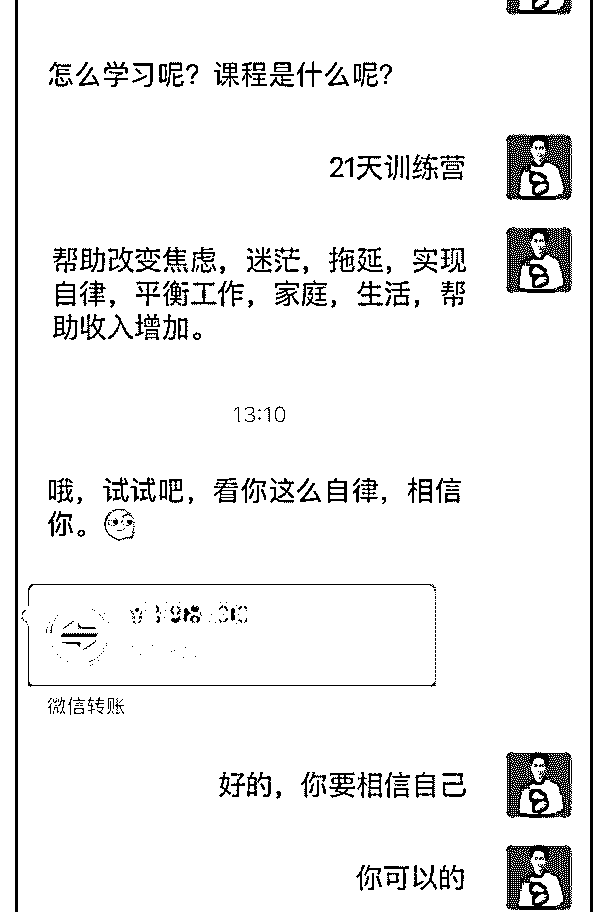 怎么学习呢？课程是什么呢？
21天训练营
帮助改变焦虑，迷茫，拖延，实现
自律，平衡工作，家庭，生活，帮
助收入增加。
13:10
哦，试试吧，看你这么自律，相信
你。
¥198.00
微信转账
好的，你要相信自己
你可以的